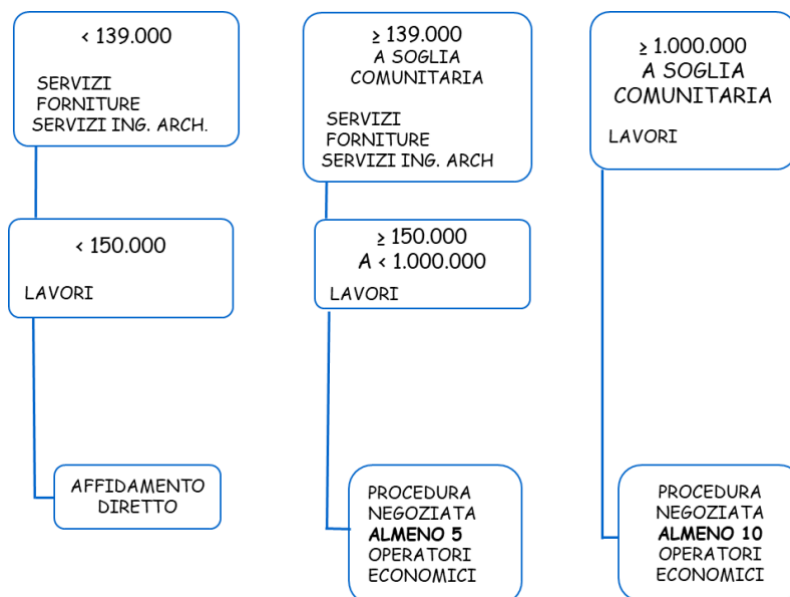 < 139.000
SERVIZI
FORNITURE
SERVIZI ING. ARCH.
< 150.000
LAVORI
AFFIDAMENTO
DIRETTO
≥ 139.000
A SOGLIA
COMUNITARIA
SERVIZI
FORNITURE
SERVIZI ING. ARCH
≥ 150.000
A < 1.000.000
LAVORI
PROCEDURA
NEGOZIATA
ALMENO 5
OPERATORI
ECONOMICI
≥ 1.000.000
A SOGLIA
COMUNITARIA
LAVORI
PROCEDURA
NEGOZIATA
ALMENO 10
OPERATORI
ECONOMICI